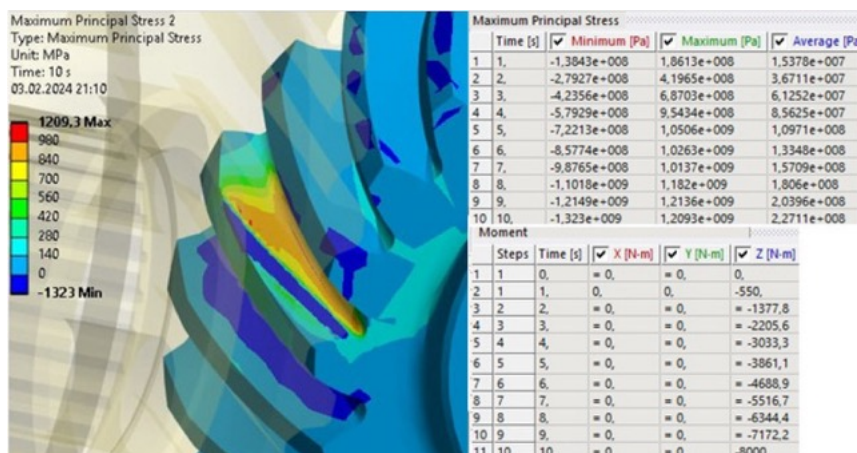 Maximum Principal Stress 2
Type: Maximum Principal Stress
Unit: MPa
Time: 10 s
03.02.2024 21:10
1209,3 Max
980
840
700
560
420
280
140
0
-1323 Min
Maximum Principal Stress
Time [s] Minimum [Pa] Maximum [Pa] Average [Pa
1 1, -1,3843e+008 1,8613e+008 1,5378e+007
2 2, -2,7927e+008 4,1965e+008 3,6711e+007
3 3, -4,2356e+008 6,8703e+008 6,1252e+007
4 4, -5,7929e+008 9,5434e+008 8,5625e+007
5 5, -7,2213e+008 1,0506e+009 1,0971e+008
6 6, -8,5774e+008 1,0263e+009 1,3348e+008
7 7, -9,8765e+008 1,0137e+009 1,5709e+008
8 8, -1,1018e+009 1,182e+009 1,806e+008
9 9, -1,2149e+009 1,2136e+009 2,0396e+008
10 10, -1,323e+009 1,2093e+009 2,2711e+008
Moment
Steps Time [s] X [N·m] Y [N·m] Z [N·m]
1 1 0, = 0, = 0, 0,
2 1 1, 0, 0, -550,
3 2 2, = 0, = 0, = -1377,8
4 3 3, = 0, = 0, = -2205,6
5 4 4, = 0, = 0, = -3033,3
6 5 5, = 0, = 0, = -3861,1
7 6 6, = 0, = 0, = -4688,9
8 7 7, = 0, = 0, = -5516,7
9 8 8, = 0, = 0, = -6344,4
10 9 9, = 0, = 0, = -7172,2
11 10 10, = 0, = 0, -8000,